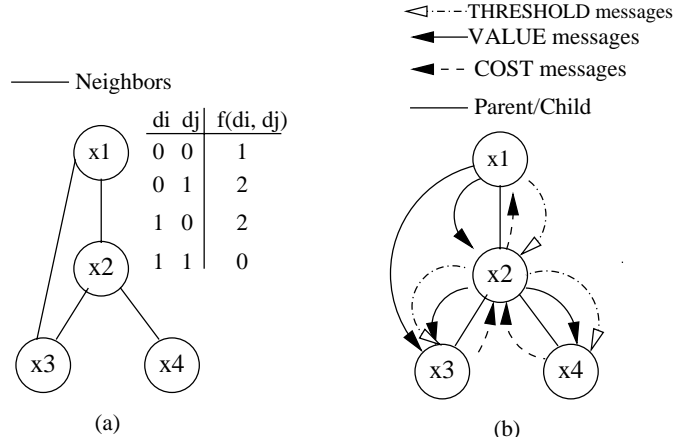 THRESHOLD messages
VALUE messages
COST messages
Neighbors
Parent/Child
di dj f(di, dj)
0 0 1
0 1 2
1 0 2
1 1 0
x1
x2
x3
x4
(a)
x1
x2
x3
x4
(b)